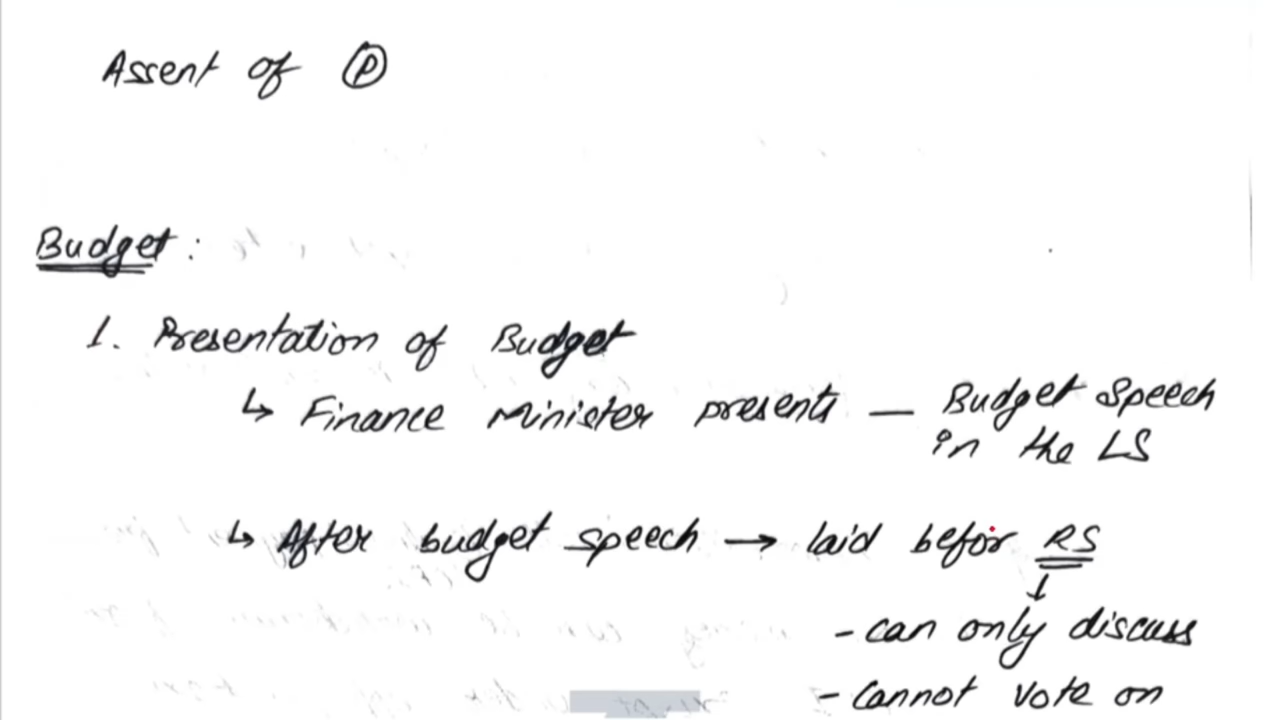 Assent of Ⓟ
Budget :
1. Presentation of Budget
↳ Finance Minister presents — Budget Speech
in the LS
↳ After budget speech → laid befor RS
↓
- can only discuss
- cannot vote on